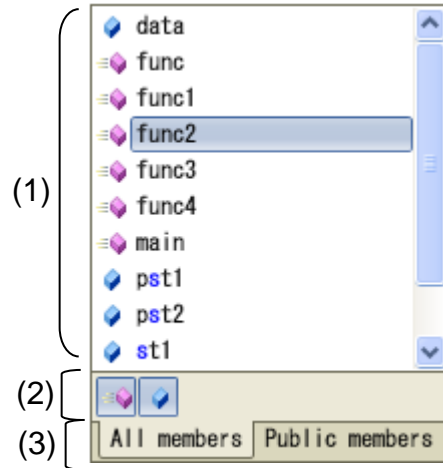 data
func
func1
func2
func3
func4
main
pst1
pst2
st1
(1)
(2)
(3)
All members Public members